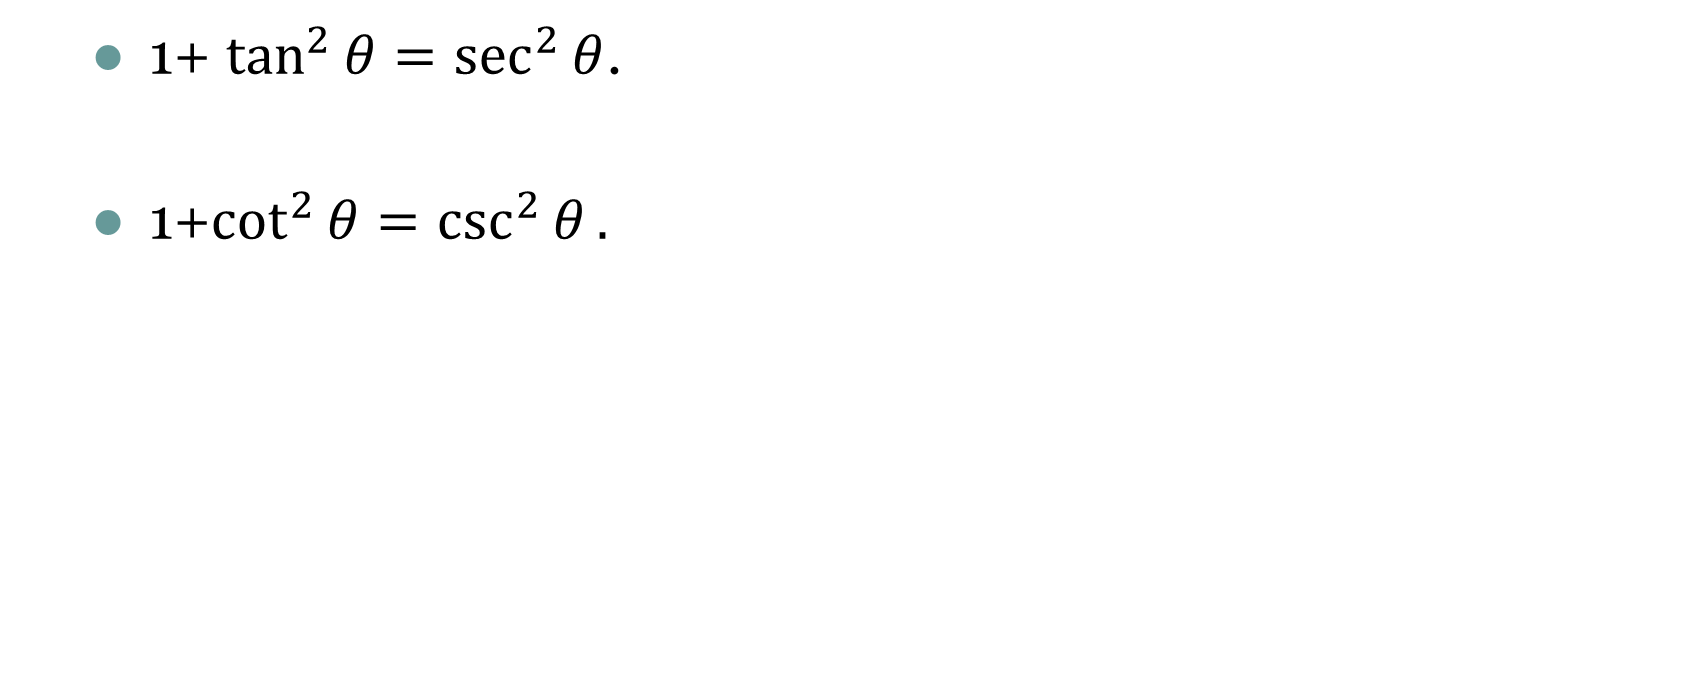 • 1+ tan² θ = sec² θ.
• 1+cot² θ = csc² θ .